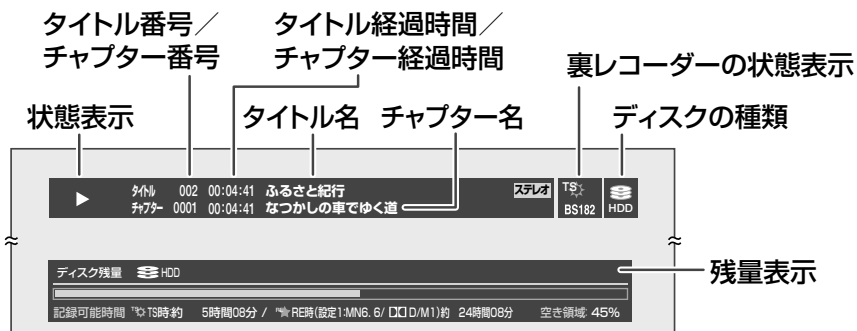 タイトル番号／ タイトル経過時間／
チャプター番号 チャプター経過時間
裏レコーダーの状態表示
状態表示 タイトル名 チャプター名 ディスクの種類
▶ タイトル 002 00:04:41 ふるさと紀行 ステレオ TS
チャプター 0001 00:04:41 なつかしの車でゆく道 BS182 HDD
ディスク残量 HDD
残量表示
記録可能時間 TS時:約 5時間08分 / RE時(設定1:MN6. 6/ D/M1)約 24時間08分 空き領域: 45%